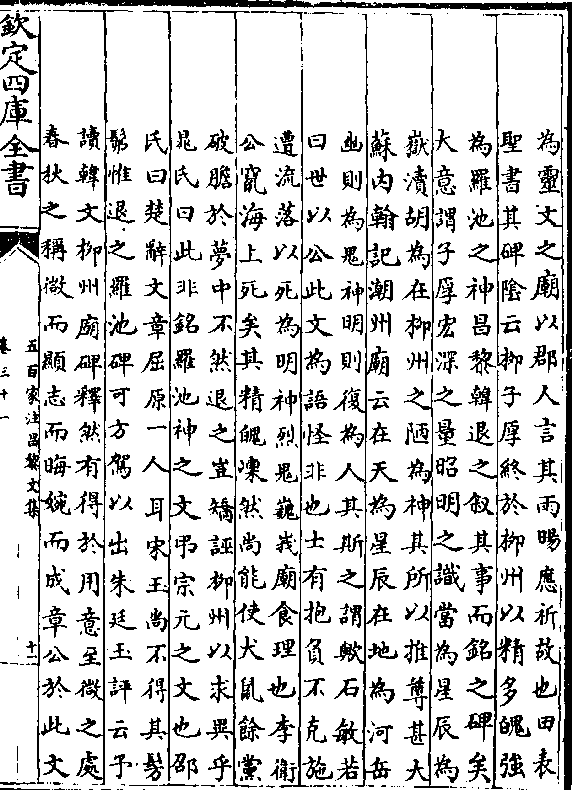 為靈文之廟以郡人言其雨暘應祈故也田表
聖書其碑陰云柳子厚終於柳州以精多魄強
為羅池之神昌黎韓退之叙其事而銘之碑矣
大意謂子厚宏深之量昭明之識當為星辰為
嶽瀆胡為在柳州之陋為神其所以推尊甚大
蘇内翰記潮州廟云在天為星辰在地為河岳
幽則為鬼神明則復為人其斯之謂歟石敏若
曰世以公此文為語怪非也士有抱負不克施
遭流落以死為明神烈鬼巍峩廟食理也李衛
公竄海上死矣其精魄凜然尚能使犬鼠餘黨
破膽於夢中不然退之豈矯誣柳州以求異乎
晁氏曰此非銘羅池神之文弔宗元之文也邵
氏曰楚辭文章屈原一人耳宋玉尚不得其髣
髴惟退之羅池碑可方駕以出朱廷玉評云予
讀韓文柳州廟碑釋然有得於用意至微之處
春秋之稱微而顯志而晦婉而成章公於此文
欽定四庫全書
五百家注昌黎文集
卷三十一
十一